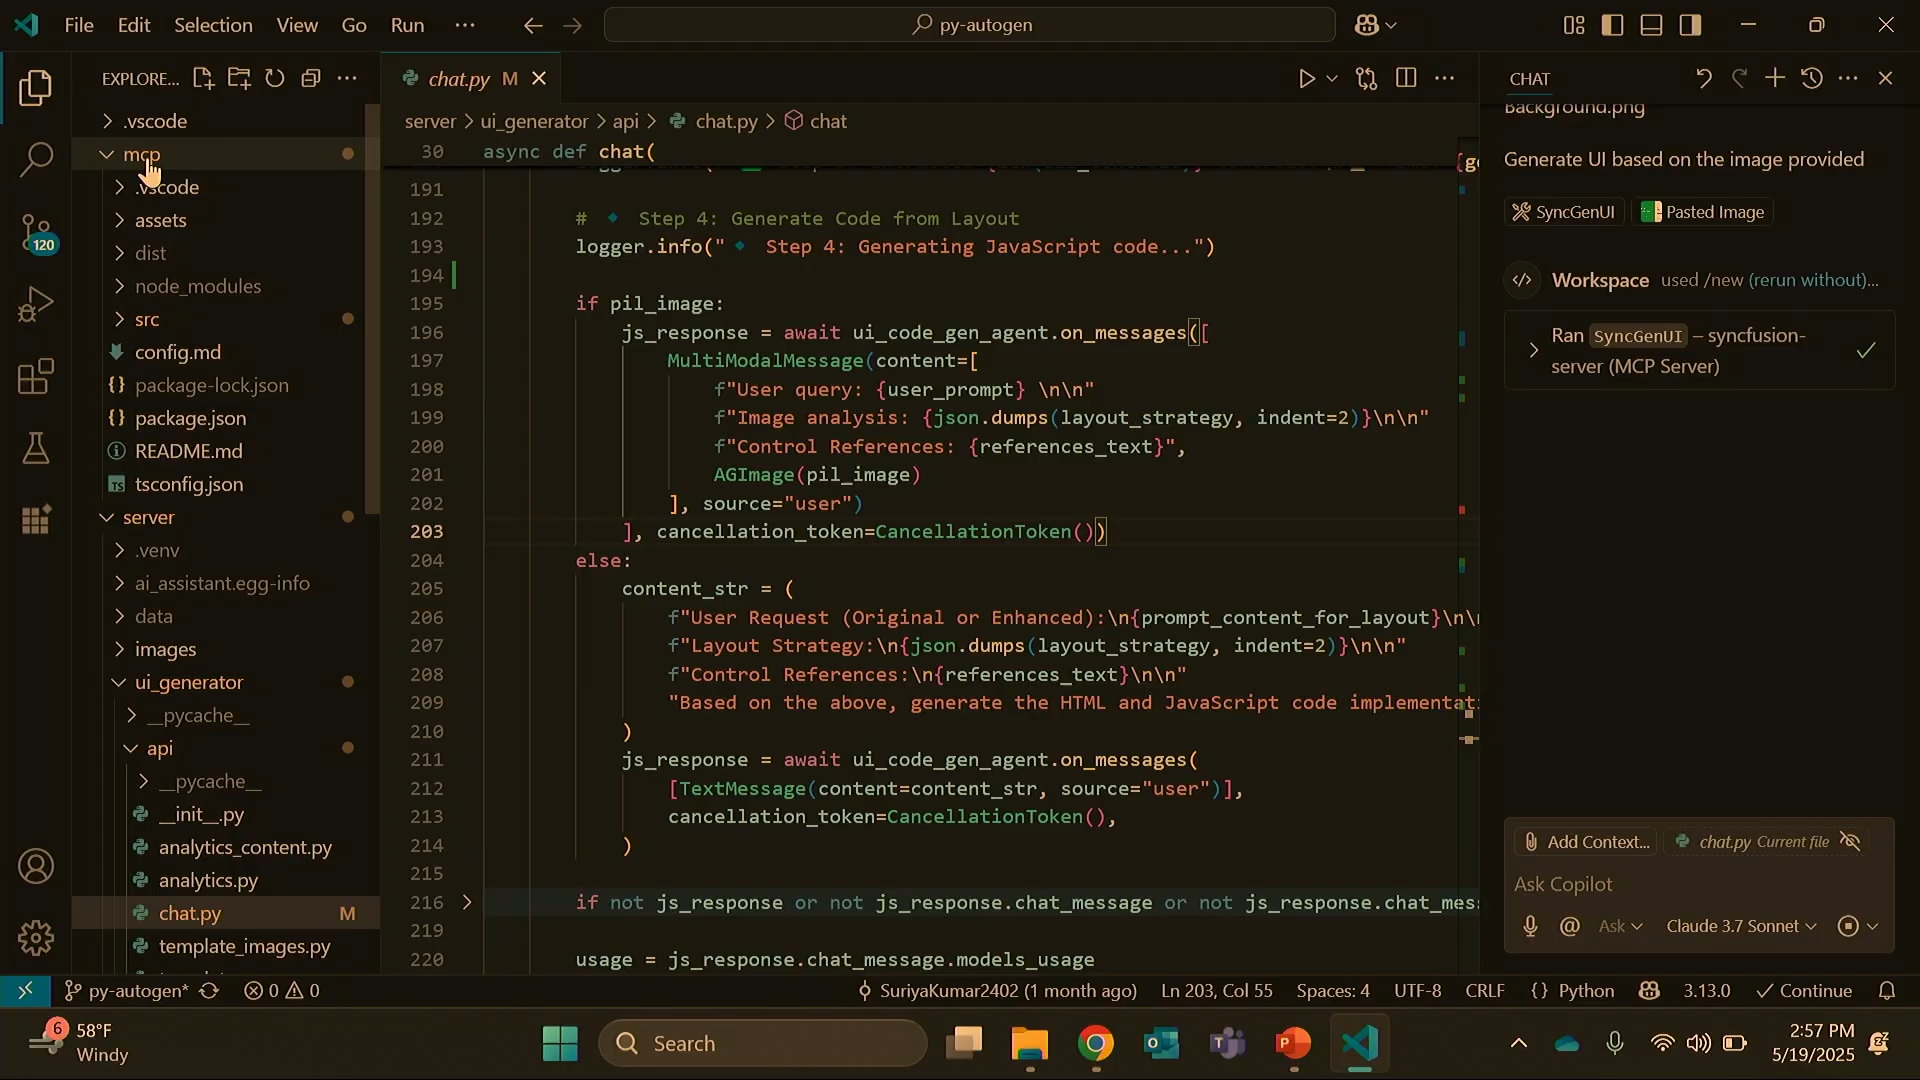 File Edit Selection View Go Run ···
py-autogen
EXPLORE...
.vscode
mcp
.vscode
assets
dist
node_modules
src
config.md
package-lock.json
package.json
README.md
tsconfig.json
server
.venv
ai_assistant.egg-info
data
images
ui_generator
__pycache__
api
__pycache__
__init__.py
analytics_content.py
analytics.py
chat.py M
template_images.py
120
chat.py M
server > ui_generator > api > chat.py > chat
30 async def chat(
191
192 # 🔹 Step 4: Generate Code from Layout
193 logger.info("🔹 Step 4: Generating JavaScript code...")
194
195 if pil_image:
196 js_response = await ui_code_gen_agent.on_messages([
197 MultiModalMessage(content=[
198 f"User query: {user_prompt} \n\n"
199 f"Image analysis: {json.dumps(layout_strategy, indent=2)}\n\n"
200 f"Control References: {references_text}",
201 AGImage(pil_image)
202 ], source="user")
203 ], cancellation_token=CancellationToken())
204 else:
205 content_str = (
206 f"User Request (Original or Enhanced):\n{prompt_content_for_layout}\n\
207 f"Layout Strategy:\n{json.dumps(layout_strategy, indent=2)}\n\n"
208 f"Control References:\n{references_text}\n\n"
209 "Based on the above, generate the HTML and JavaScript code implementat
210 )
211 js_response = await ui_code_gen_agent.on_messages(
212 [TextMessage(content=content_str, source="user")],
213 cancellation_token=CancellationToken(),
214 )
215
216 if not js_response or not js_response.chat_message or not js_response.chat_mes
219
220 usage = js_response.chat_message.models_usage
CHAT
Background.png
Generate UI based on the image provided
SyncGenUI Pasted Image
Workspace used /new (rerun without)...
Ran SyncGenUI – syncfusion-
server (MCP Server)
Add Context... chat.py Current file
Ask Copilot
@ Ask Claude 3.7 Sonnet
py-autogen* 0 0
SuriyaKumar2402 (1 month ago) Ln 203, Col 55 Spaces: 4 UTF-8 CRLF {} Python 3.13.0 Continue
6
58°F
Windy
Search
2:57 PM
5/19/2025